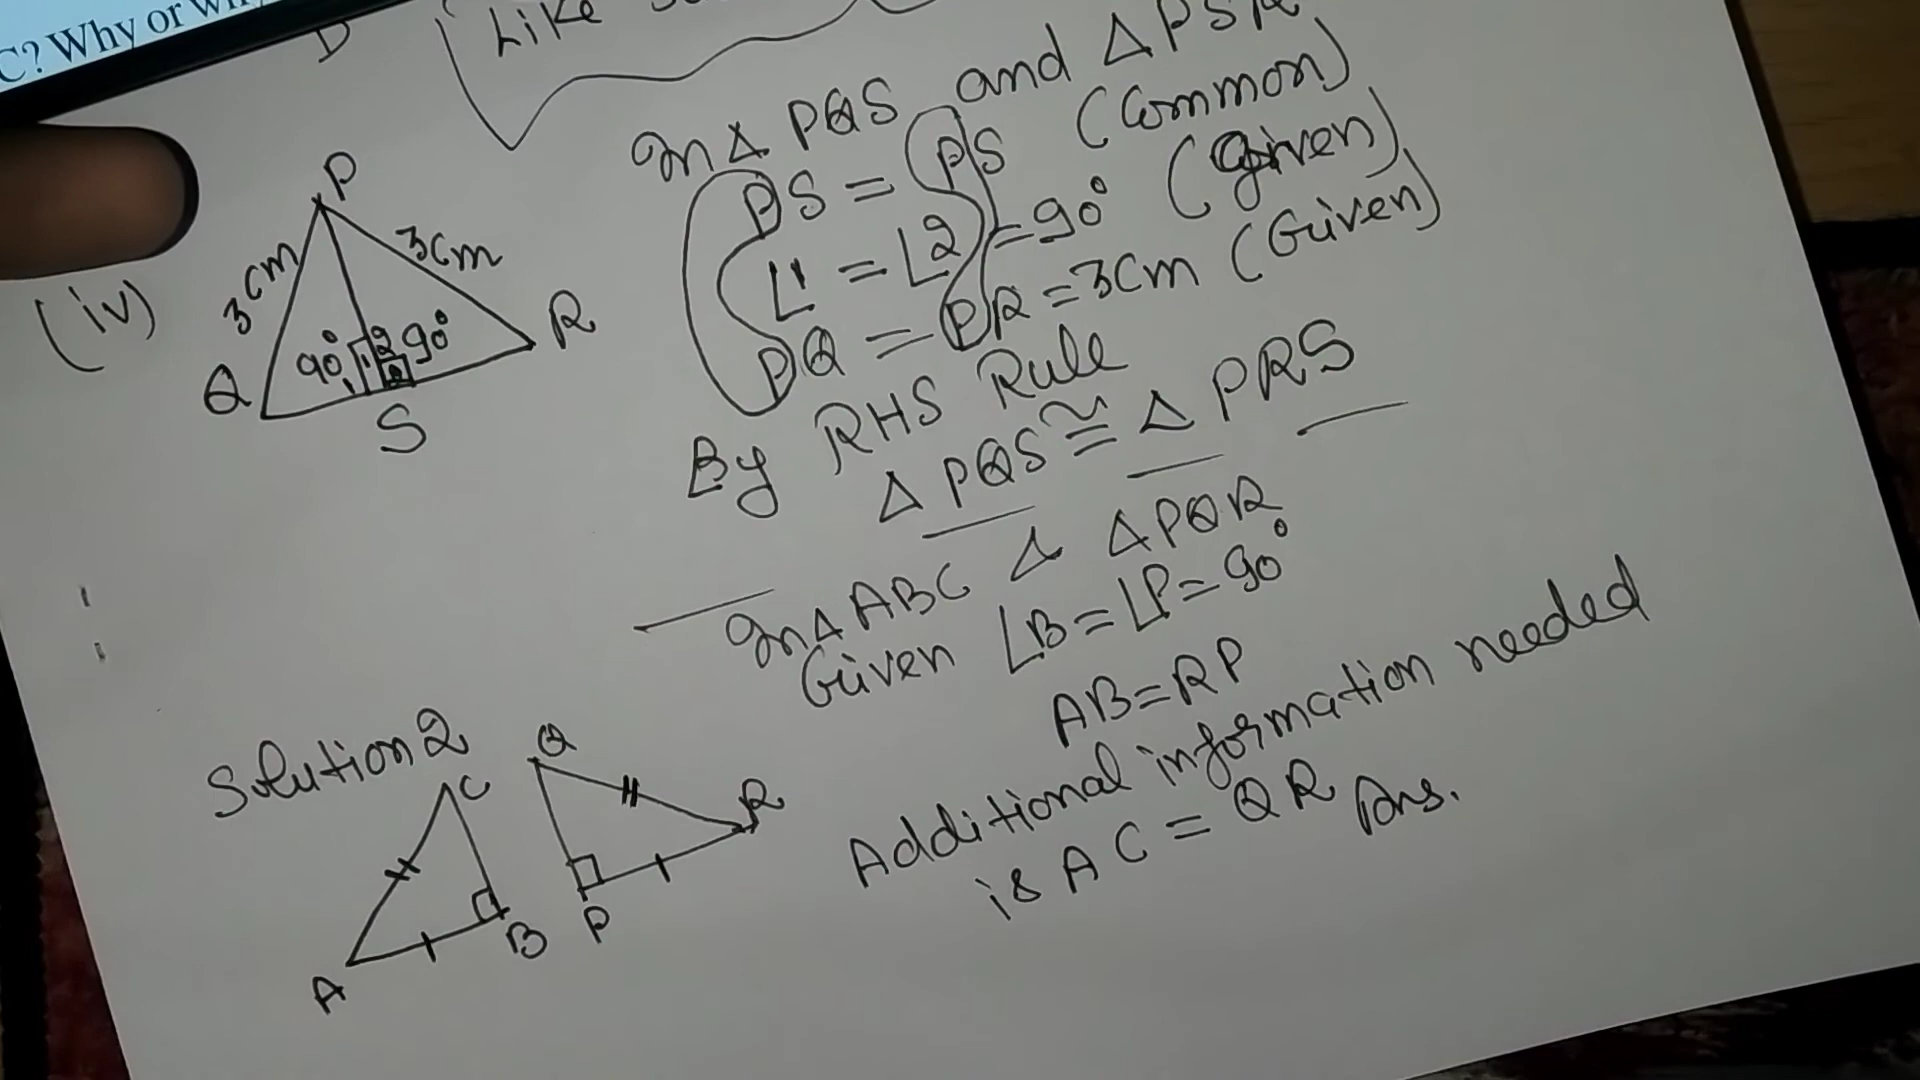 C? Why or
D
Like
In Δ PQS and Δ PSR
PS = PS (Common)
∠1 = ∠2 = 90° (Given)
PQ = PR = 3cm (Given)
By RHS Rule
Δ PQS ≅ Δ PRS
(iv)
P
3cm
3cm
90°
1
2
90°
Q
R
S
In Δ ABC & Δ PQR
Given ∠B = ∠P = 90°
AB = RP
Additional information needed
is AC = QR Ans.
Solution 2
C
A
B
Q
R
P